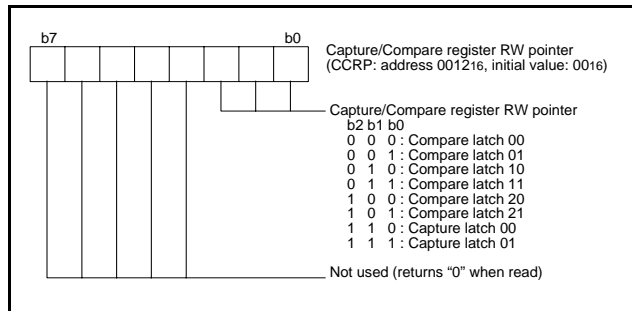 b7 b0
Capture/Compare register RW pointer
(CCRP: address 001216, initial value: 0016)
Capture/Compare register RW pointer
b2 b1 b0
0 0 0 : Compare latch 00
0 0 1 : Compare latch 01
0 1 0 : Compare latch 10
0 1 1 : Compare latch 11
1 0 0 : Compare latch 20
1 0 1 : Compare latch 21
1 1 0 : Capture latch 00
1 1 1 : Capture latch 01
Not used (returns “0” when read)